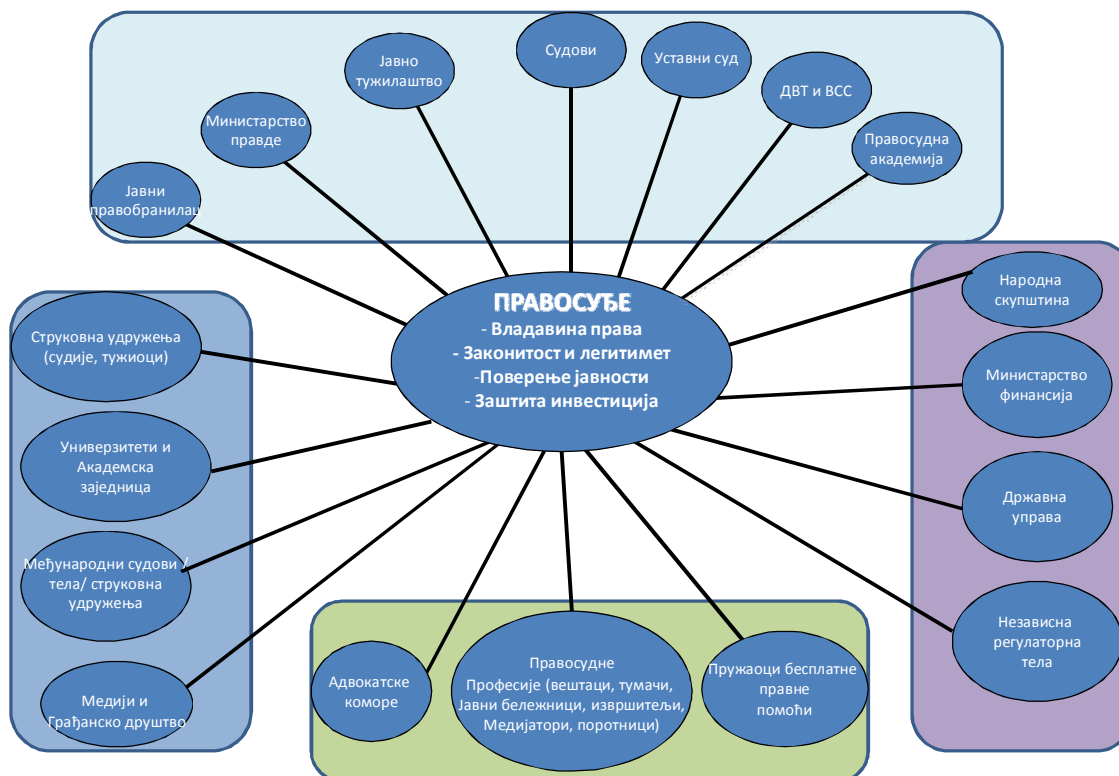 Судови
Уставни суд
Јавно
тужилаштво
ДВТ и ВСС
Министарство
правде
Правосудна
академија
Јавни
правобранилац
ПРАВОСУЂЕ
- Владавина права
- Законитост и легитимет
-Поверење јавности
- Заштита инвестиција
Струковна удружења
(судије, тужиоци)
Универзитети и
Академска
заједница
Међународни судови /
тела/ струковна
удружења
Медији и
Грађанско друштво
Народна
скупштина
Министарство
финансија
Државна
управа
Независна
регулаторна
тела
Адвокатске
коморе
Правосудне
Професије (вештаци, тумачи,
Јавни бележници, извршитељи,
Медијатори, поротници)
Пружаоци бесплатне
правне
помоћи